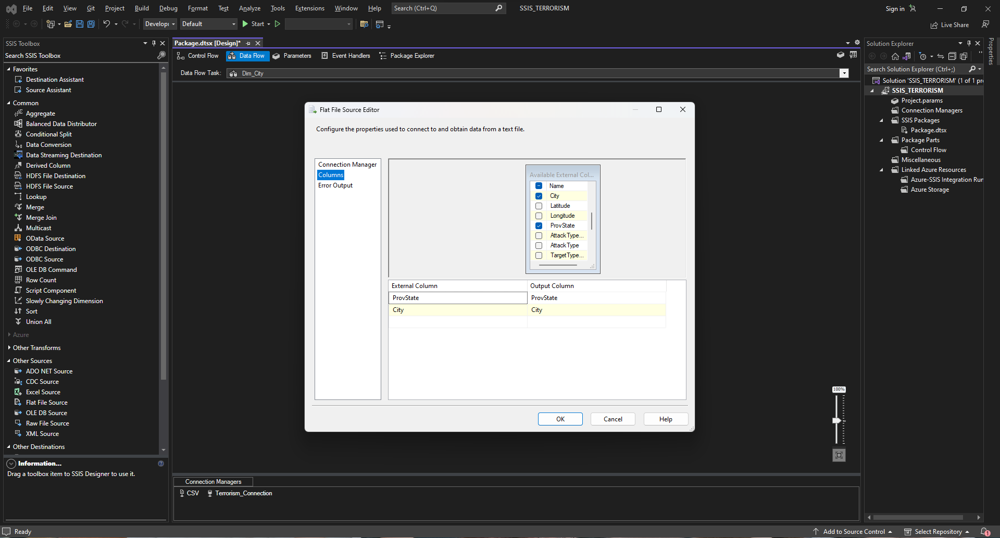 File Edit View Git Project Build Debug Format Test Analyze Tools Extensions Window Help Search (Ctrl+Q) SSIS_TERRORISM Sign in
Develop Default Start Live Share
SSIS Toolbox
Search SSIS Toolbox
Favorites
Destination Assistant
Source Assistant
Common
Aggregate
Balanced Data Distributor
Conditional Split
Data Conversion
Data Streaming Destination
Derived Column
HDFS File Destination
HDFS File Source
Lookup
Merge
Merge Join
Multicast
OData Source
ODBC Destination
ODBC Source
OLE DB Command
Row Count
Script Component
Slowly Changing Dimension
Sort
Union All
Azure
Other Transforms
Other Sources
ADO NET Source
CDC Source
Excel Source
Flat File Source
OLE DB Source
Raw File Source
XML Source
Other Destinations
Information...
Drag a toolbox item to SSIS Designer to use it.
Package.dtsx [Design]*
Control Flow Data Flow Parameters Event Handlers Package Explorer
Data Flow Task: Dim_City
Flat File Source Editor
Configure the properties used to connect to and obtain data from a text file.
Connection Manager
Columns
Error Output
Available External Col...
Name
City
Latitude
Longitude
ProvState
AttackType...
AttackType
TargetType...
External Column Output Column
ProvState ProvState
City City
OK Cancel Help
100%
Connection Managers
CSV Terrorism_Connection
Solution Explorer
Search Solution Explorer (Ctrl+;)
Solution 'SSIS_TERRORISM' (1 of 1 pr
SSIS_TERRORISM
Project.params
Connection Managers
SSIS Packages
Package.dtsx
Package Parts
Control Flow
Miscellaneous
Linked Azure Resources
Azure-SSIS Integration Run
Azure Storage
Properties
Ready Add to Source Control Select Repository 1